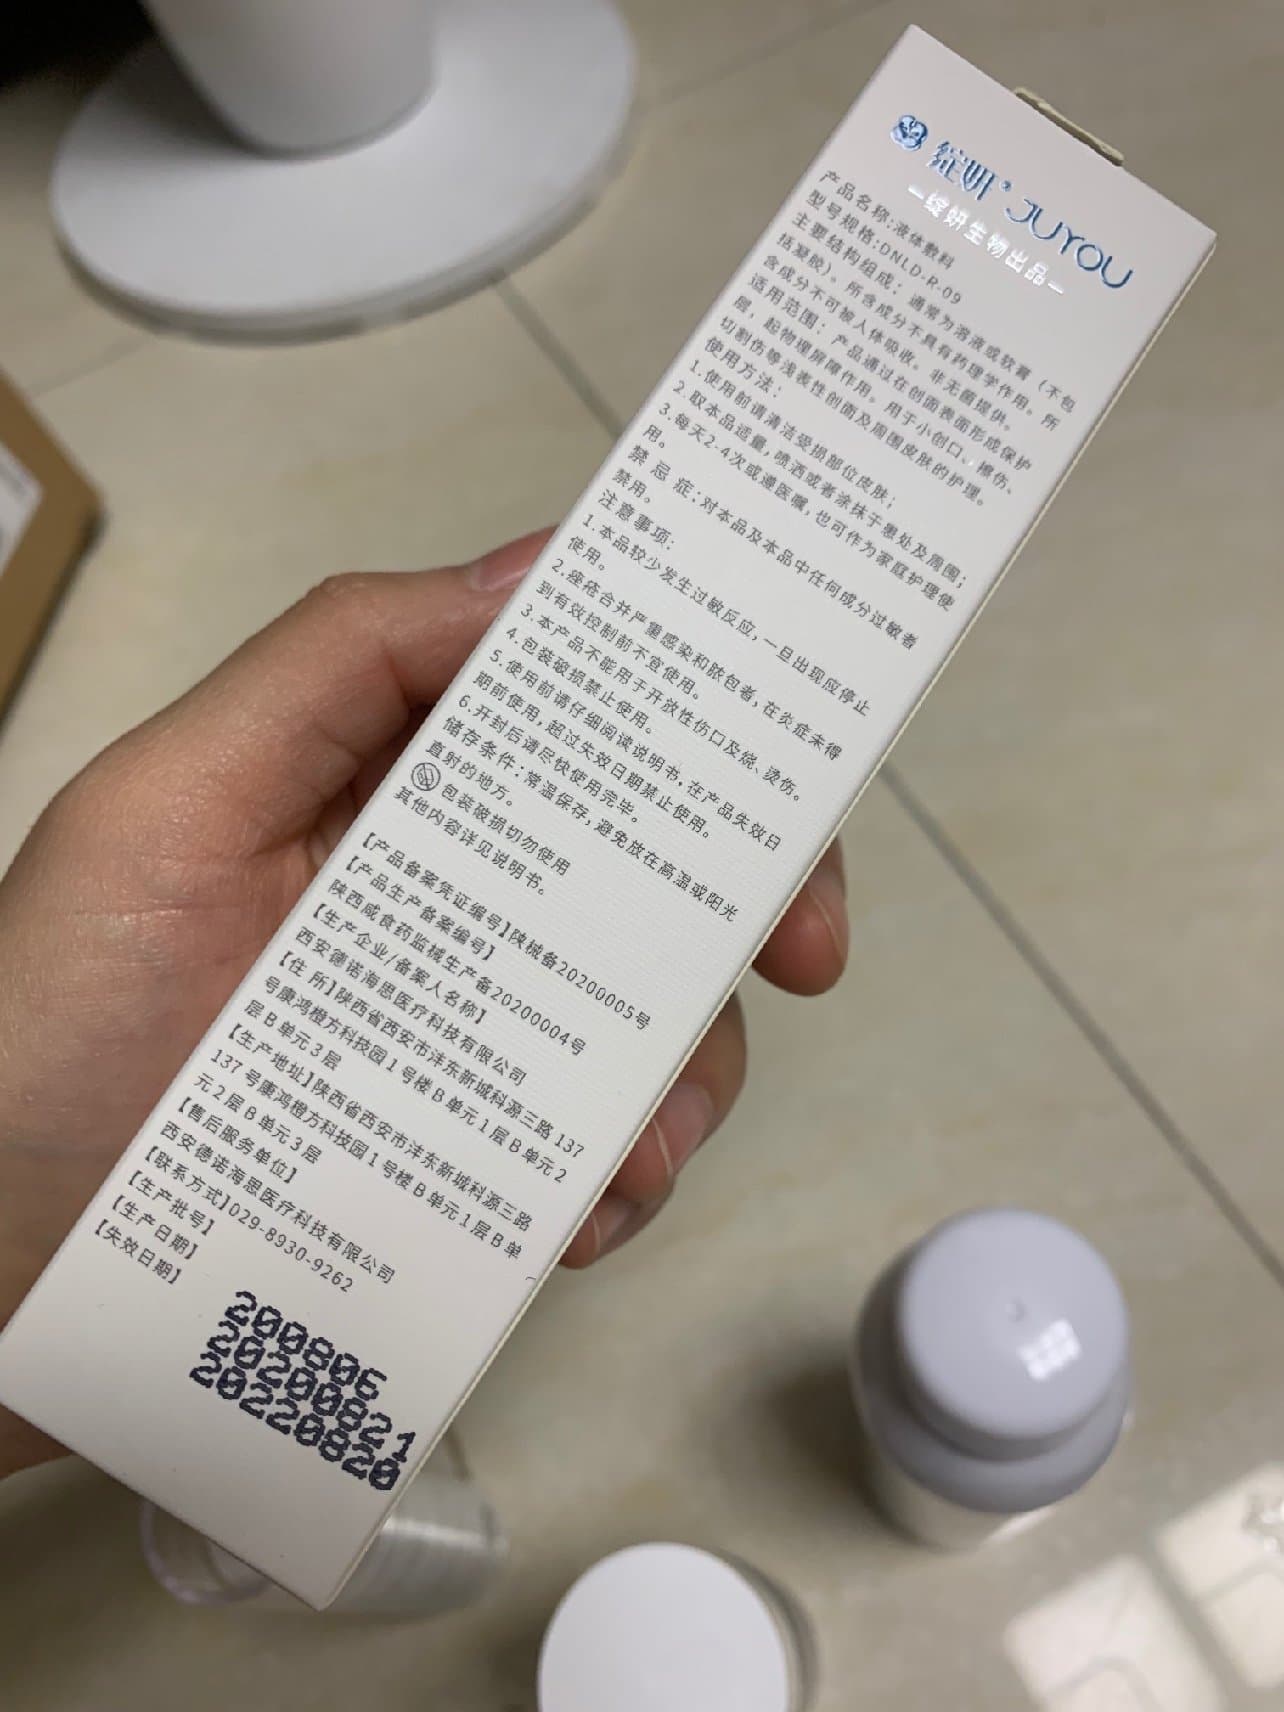 绽妍® JUYOU
—绽妍生物出品—
产品名称:液体敷料
型号规格:DNLD-R-09
主要结构组成：通常为溶液或软膏（不包
括凝胶）。所含成分不具有药理学作用。所
含成分不可被人体吸收。非无菌提供。
适用范围：产品通过在创面表面形成保护
层，起物理屏障作用。用于小创口、擦伤、
切割伤等浅表性创面及周围皮肤的护理。
使用方法：
1.使用前请清洁受损部位皮肤；
2.取本品适量,喷洒或者涂抹于患处及周围；
3.每天2-4次或遵医嘱,也可作为家庭护理使
用。
禁 忌 症:对本品及本品中任何成分过敏者
禁用。
注意事项:
1.本品较少发生过敏反应,一旦出现应停止
使用。
2.痤疮合并严重感染和脓包者,在炎症未得
到有效控制前不宜使用。
3.本产品不能用于开放性伤口及烧、烫伤。
4.包装破损禁止使用。
5.使用前请仔细阅读说明书,在产品失效日
期前使用,超过失效日期禁止使用。
6.开封后请尽快使用完毕。
储存条件:常温保存,避免放在高温或阳光
直射的地方。
包装破损切勿使用
其他内容详见说明书。
【产品备案凭证编号】陕械备20200005号
【产品生产备案编号】
陕西咸食药监械生产备20200004号
【生产企业/备案人名称】
西安德诺海思医疗科技有限公司
【住 所】陕西省西安市沣东新城科源三路 137
号康鸿橙方科技园 1 号楼 B 单元 1 层 B 单元 2
层 B 单元 3 层
【生产地址】陕西省西安市沣东新城科源三路
137 号康鸿橙方科技园 1 号楼 B 单元 1 层 B 单
元 2 层 B 单元 3 层
【售后服务单位】
西安德诺海思医疗科技有限公司
【联系方式】029-8930-9262
【生产批号】
【生产日期】
【失效日期】
200806
20200821
20220820